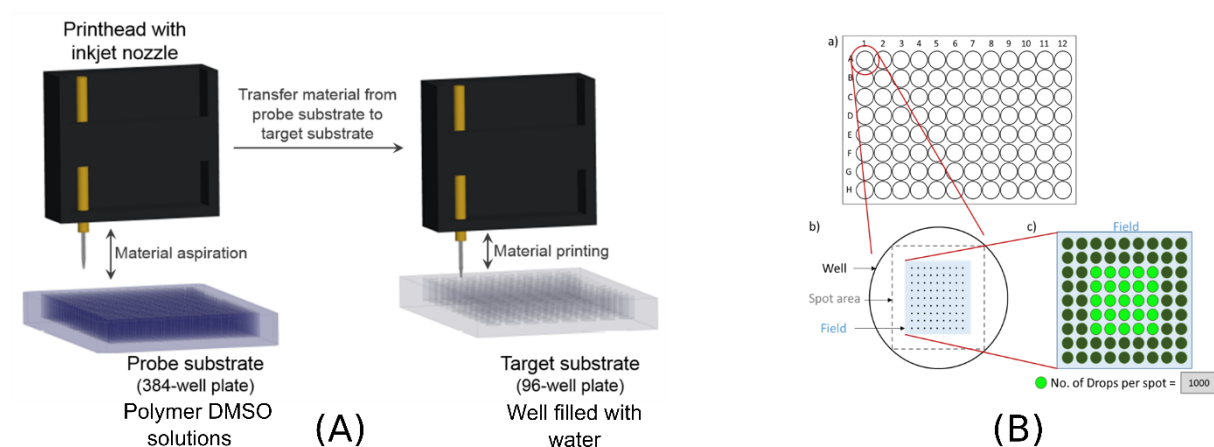 Printhead with
inkjet nozzle
Transfer material from
probe substrate to
target substrate
Material aspiration
Material printing
Probe substrate
(384-well plate)
Polymer DMSO
solutions
Target substrate
(96-well plate)
Well filled with
water
(A)
a)
1 2 3 4 5 6 7 8 9 10 11 12
A
B
C
D
E
F
G
H
b)
Well
Spot area
Field
c)
Field
No. of Drops per spot = 1000
(B)